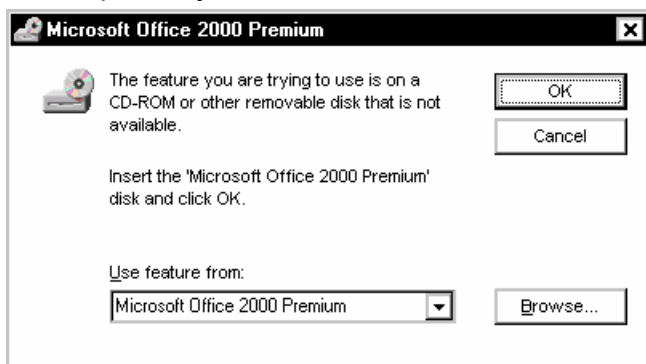 Microsoft Office 2000 Premium
The feature you are trying to use is on a
CD-ROM or other removable disk that is not
available.
OK
Cancel
Insert the 'Microsoft Office 2000 Premium'
disk and click OK.
Use feature from:
Microsoft Office 2000 Premium
Browse...